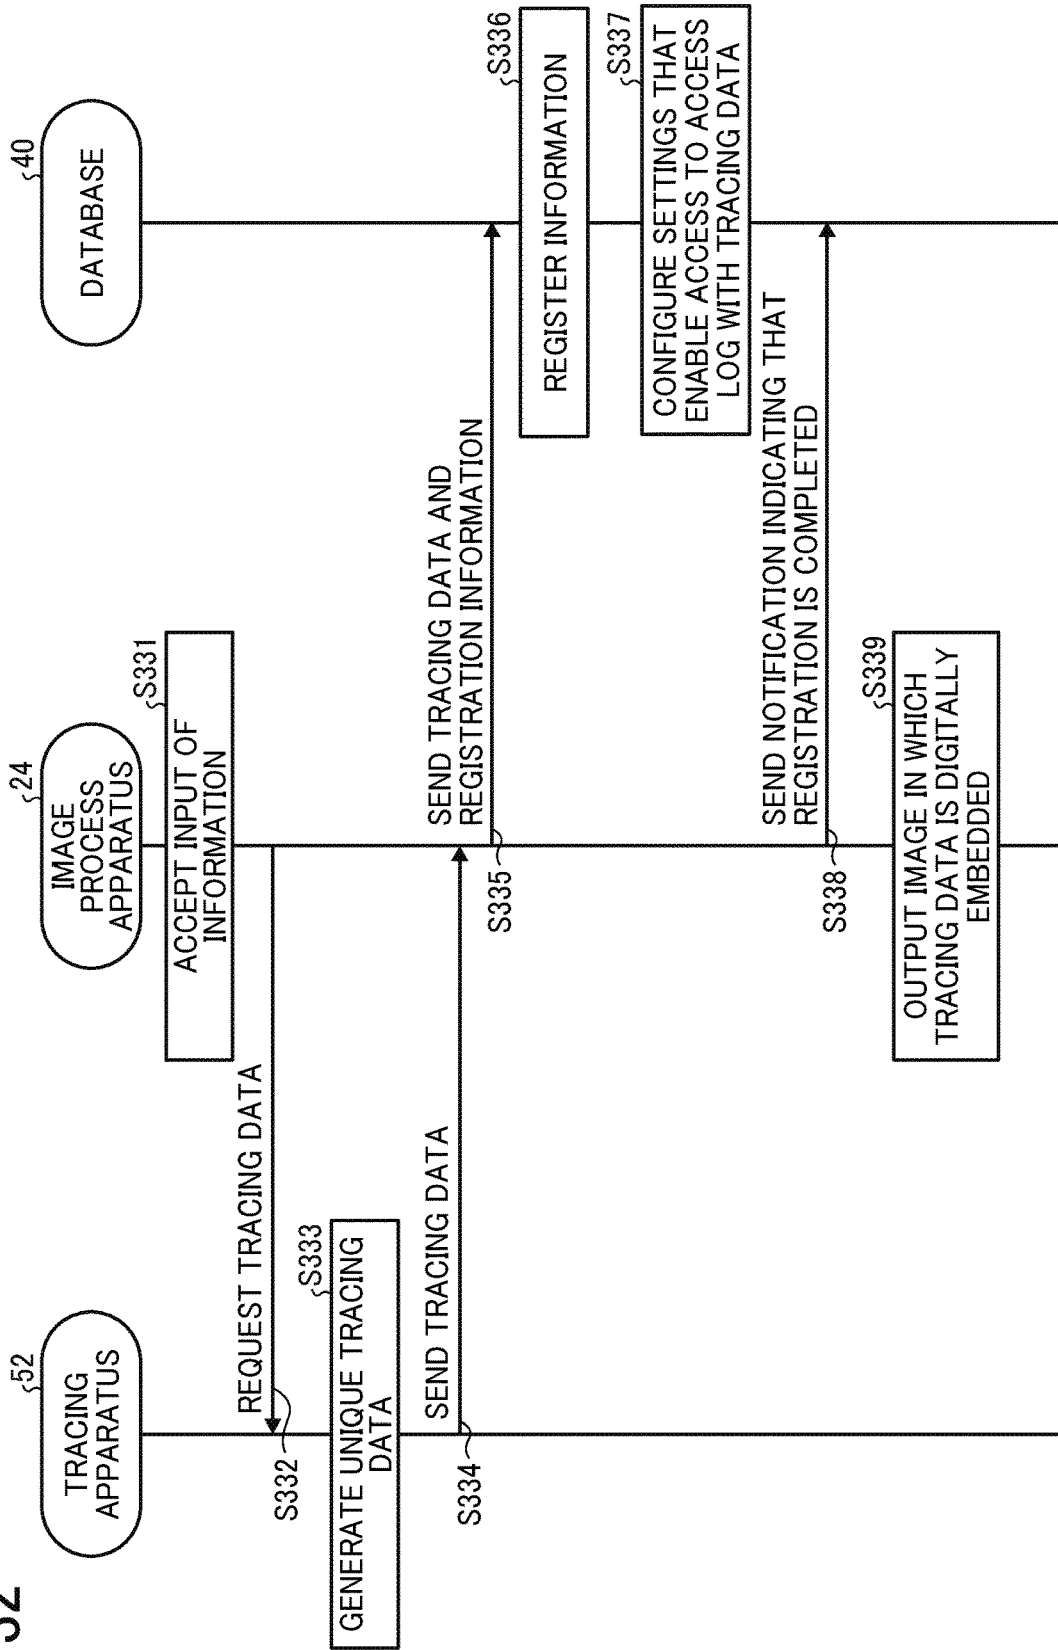 52
TRACING
APPARATUS
24
IMAGE
PROCESS
APPARATUS
40
DATABASE
S331
ACCEPT INPUT OF
INFORMATION
REQUEST TRACING DATA
S332
S333
GENERATE UNIQUE TRACING
DATA
SEND TRACING DATA
S334
SEND TRACING DATA AND
REGISTRATION INFORMATION
S335
S336
REGISTER INFORMATION
S337
CONFIGURE SETTINGS THAT
ENABLE ACCESS TO ACCESS
LOG WITH TRACING DATA
SEND NOTIFICATION INDICATING THAT
REGISTRATION IS COMPLETED
S338
S339
OUTPUT IMAGE IN WHICH
TRACING DATA IS DIGITALLY
EMBEDDED